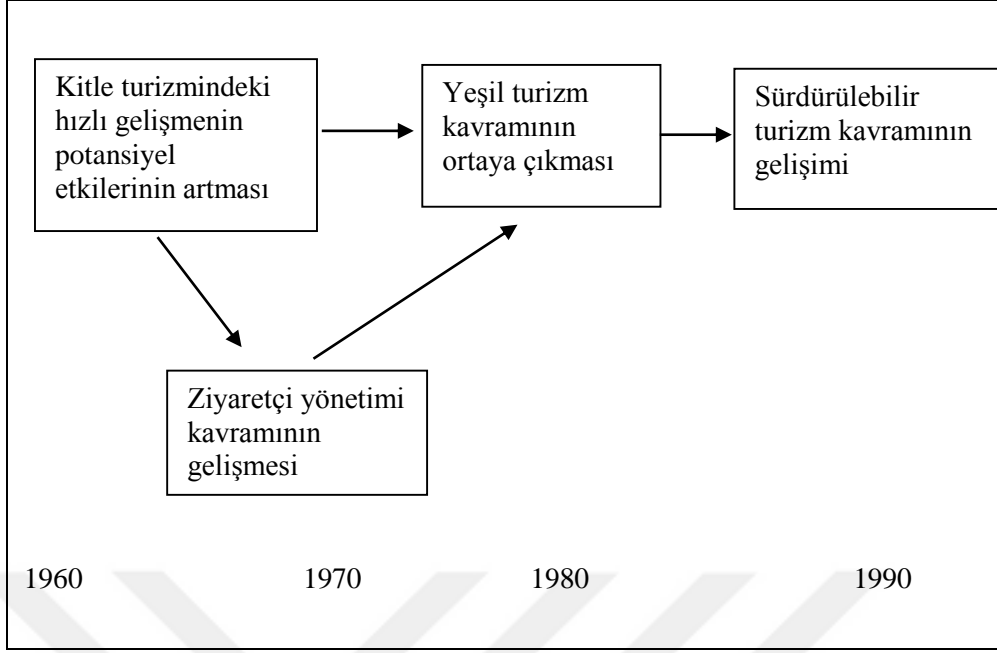 Kitle turizmindeki
hızlı gelişmenin
potansiyel
etkilerinin artması
Yeşil turizm
kavramının
ortaya çıkması
Sürdürülebilir
turizm kavramının
gelişimi
Ziyaretçi yönetimi
kavramının
gelişmesi
1960 1970 1980 1990